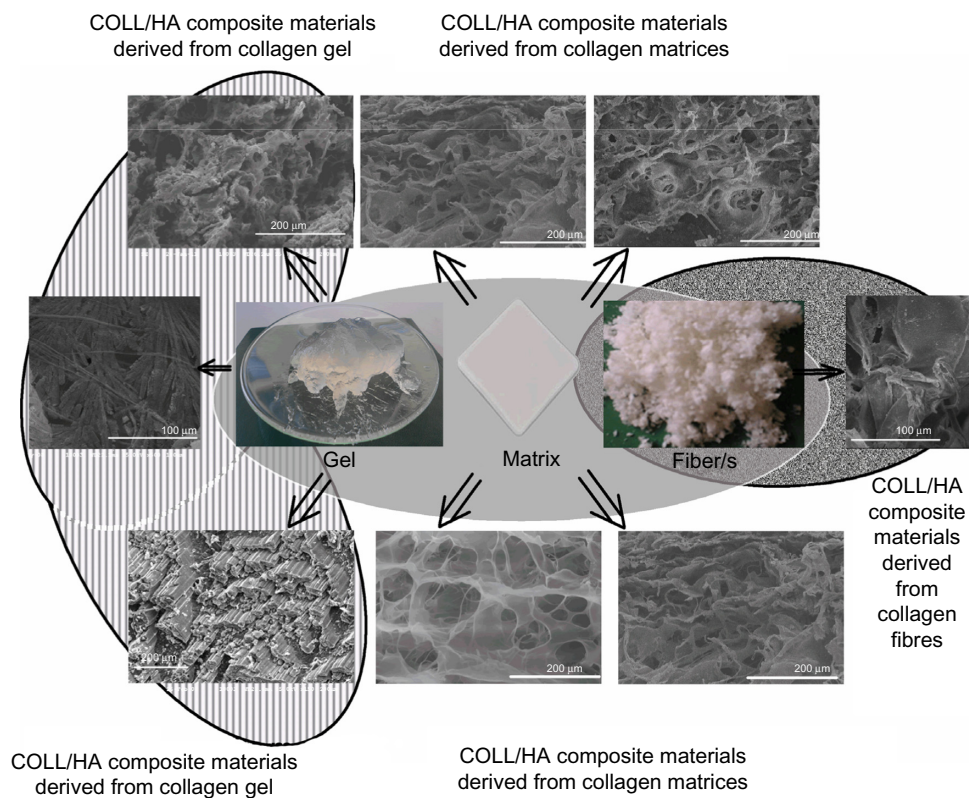 COLL/HA composite materials
derived from collagen gel
COLL/HA composite materials
derived from collagen matrices
200 µm
200 µm
200 µm
100 µm
100 µm
Gel
Matrix
Fiber/s
COLL/HA
composite
materials
derived
from
collagen
fibres
200 µm
200 µm
200 µm
COLL/HA composite materials
derived from collagen gel
COLL/HA composite materials
derived from collagen matrices